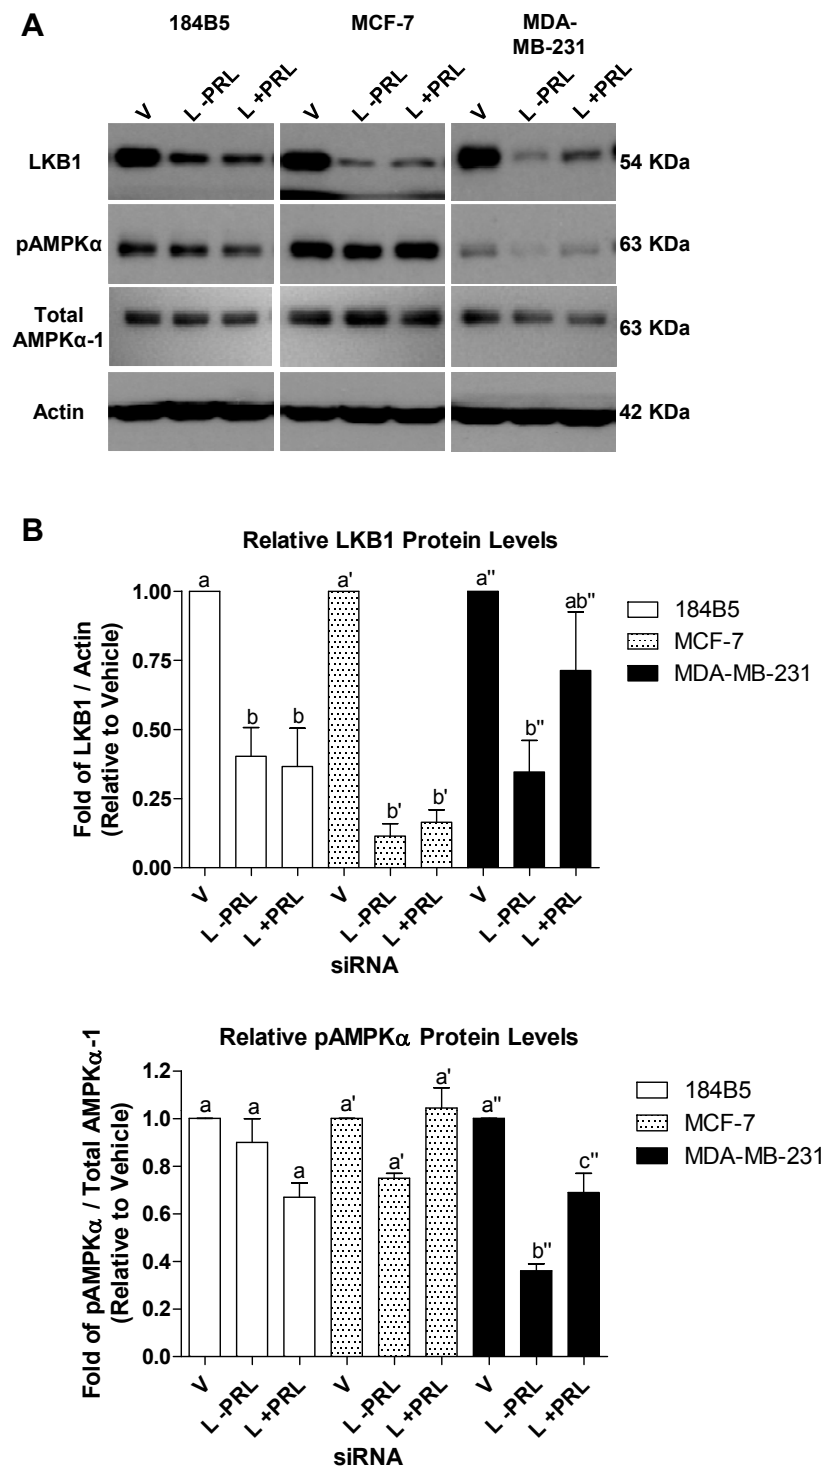 A
184B5
MCF-7
MDA-
MB-231
V
L -PRL
L +PRL
V
L -PRL
L +PRL
V
L -PRL
L +PRL
LKB1
54 KDa
pAMPKα
63 KDa
Total
AMPKα-1
63 KDa
Actin
42 KDa
B
Relative LKB1 Protein Levels
Fold of LKB1 / Actin
(Relative to Vehicle)
1.00
0.75
0.50
0.25
0.00
a
b
b
a'
b'
b'
a"
b"
ab"
184B5
MCF-7
MDA-MB-231
V
L -PRL
L +PRL
V
L -PRL
L +PRL
V
L -PRL
L +PRL
siRNA
Relative pAMPKα Protein Levels
Fold of pAMPKα / Total AMPKα-1
(Relative to Vehicle)
1.2
1.0
0.8
0.6
0.4
0.2
0.0
a
a
a
a'
a'
a'
a"
b"
c"
184B5
MCF-7
MDA-MB-231
V
L -PRL
L +PRL
V
L -PRL
L +PRL
V
L -PRL
L +PRL
siRNA